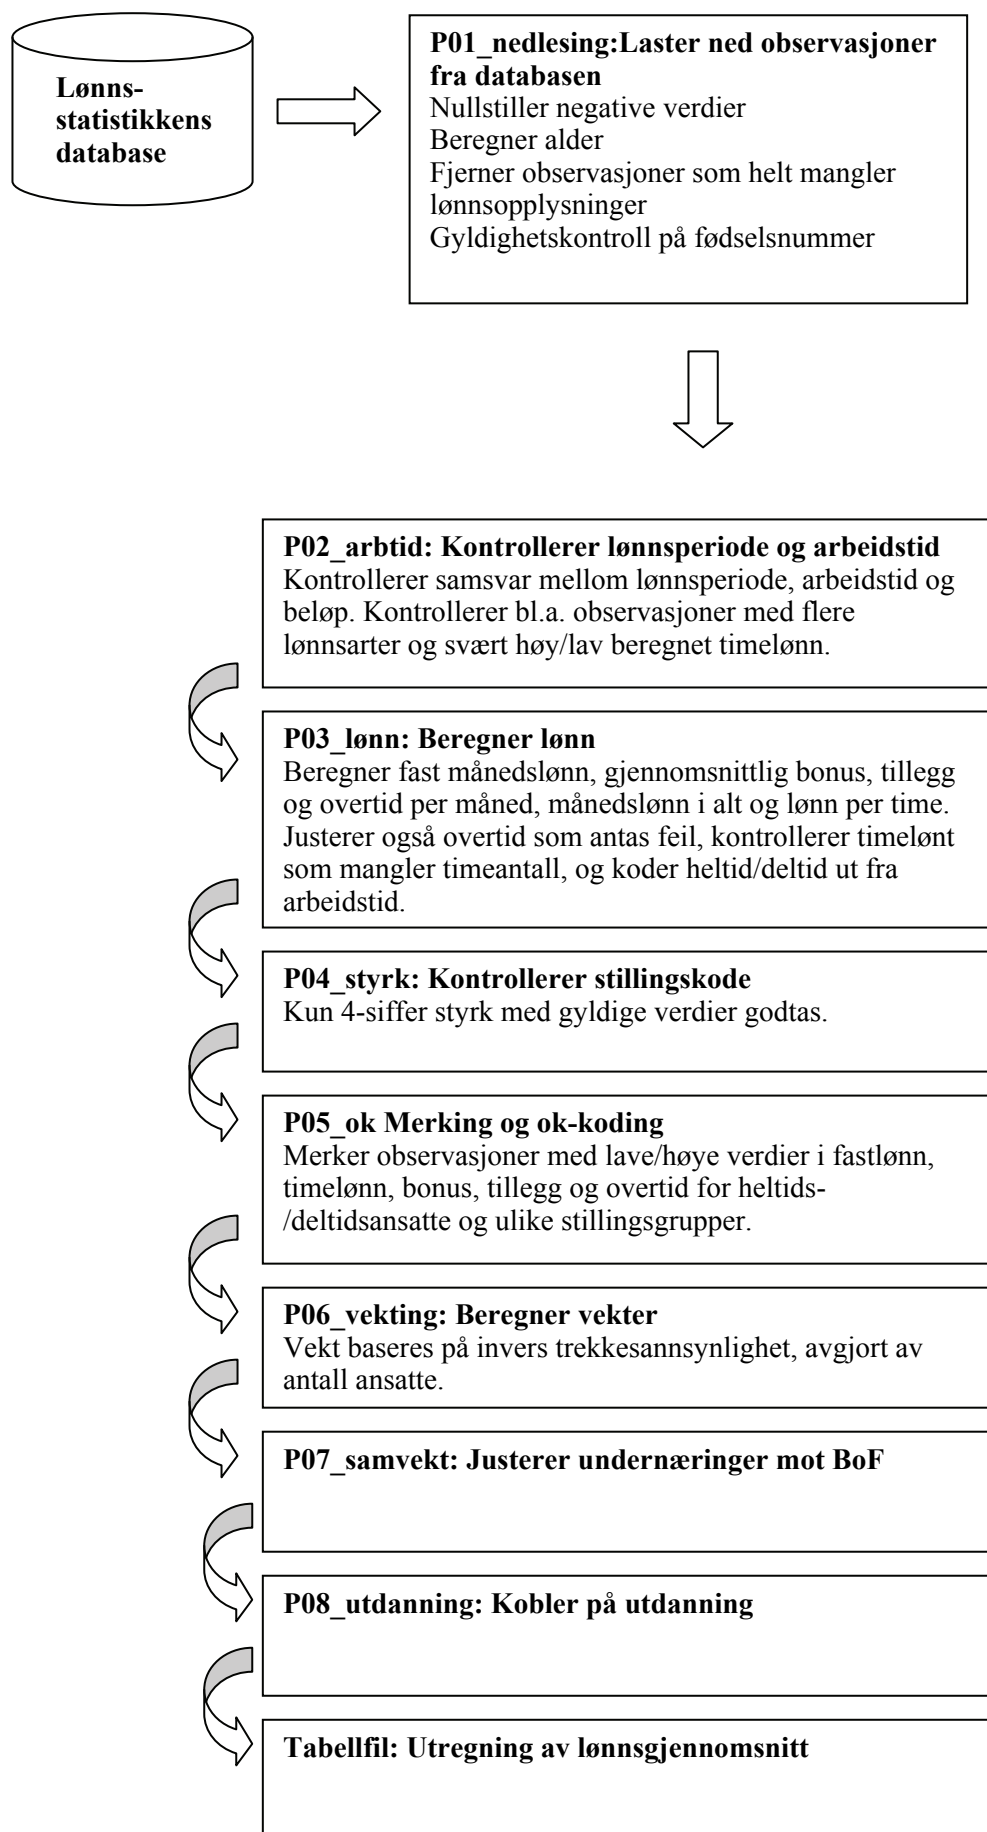 Lønns-
statistikkens
database
P01_nedlesing:Laster ned observasjoner
fra databasen
Nullstiller negative verdier
Beregner alder
Fjerner observasjoner som helt mangler
lønnsopplysninger
Gyldighetskontroll på fødselsnummer
P02_arbtid: Kontrollerer lønnsperiode og arbeidstid
Kontrollerer samsvar mellom lønnsperiode, arbeidstid og
beløp. Kontrollerer bl.a. observasjoner med flere
lønnsarter og svært høy/lav beregnet timelønn.
P03_lønn: Beregner lønn
Beregner fast månedslønn, gjennomsnittlig bonus, tillegg
og overtid per måned, månedslønn i alt og lønn per time.
Justerer også overtid som antas feil, kontrollerer timelønt
som mangler timeantall, og koder heltid/deltid ut fra
arbeidstid.
P04_styrk: Kontrollerer stillingskode
Kun 4-siffer styrk med gyldige verdier godtas.
P05_ok Merking og ok-koding
Merker observasjoner med lave/høye verdier i fastlønn,
timelønn, bonus, tillegg og overtid for heltids-
/deltidsansatte og ulike stillingsgrupper.
P06_vekting: Beregner vekter
Vekt baseres på invers trekkesannsynlighet, avgjort av
antall ansatte.
P07_samvekt: Justerer undernæringer mot BoF
P08_utdanning: Kobler på utdanning
Tabellfil: Utregning av lønnsgjennomsnitt